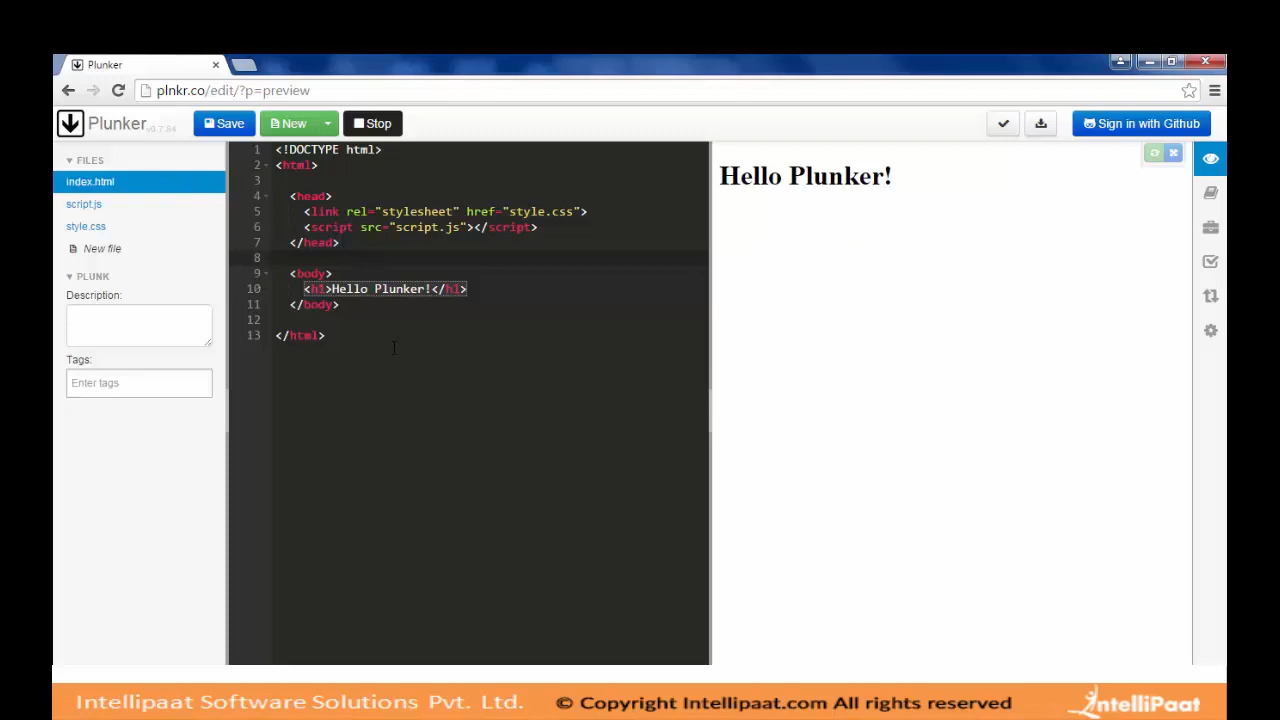 Plunker
plnkr.co/edit/?p=preview
Plunker v0.7.84
Save
New
Stop
Sign in with Github
FILES
index.html
script.js
style.css
New file
PLUNK
Description:
Tags:
Enter tags
1 <!DOCTYPE html>
2 <html>
3
4 <head>
5 <link rel="stylesheet" href="style.css">
6 <script src="script.js"></script>
7 </head>
8
9 <body>
10 <h1>Hello Plunker!</h1>
11 </body>
12
13 </html>
Hello Plunker!
Intellipaat Software Solutions Pvt. Ltd.
© Copyright Intellipaat.com All rights reserved
IntelliPaat